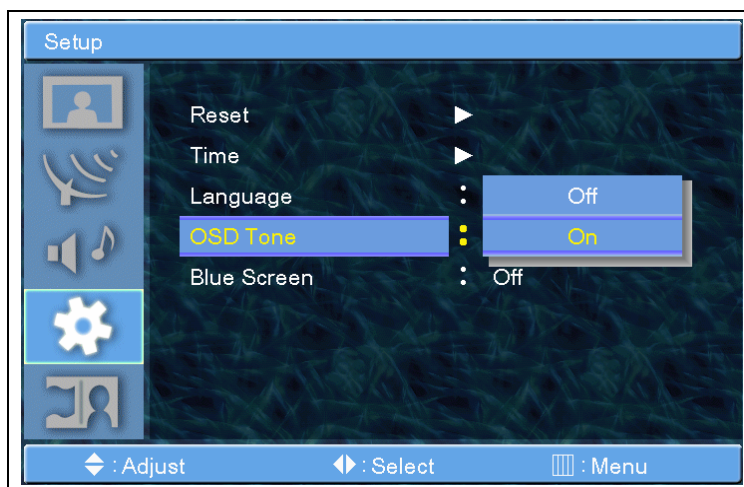 Setup
Reset
Time
Language : Off
OSD Tone : On
Blue Screen : Off
: Adjust : Select : Menu